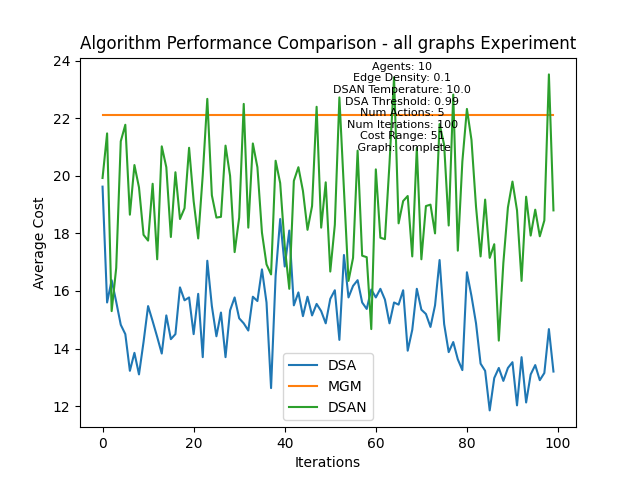 Algorithm Performance Comparison - all graphs Experiment
Agents: 10
Edge Density: 0.1
DSAN Temperature: 10.0
DSA Threshold: 0.99
Num Actions: 5
Num Iterations: 100
Cost Range: 51
Graph: complete
Average Cost
24
22
20
18
16
14
12
DSA
MGM
DSAN
0
20
40
60
80
100
Iterations